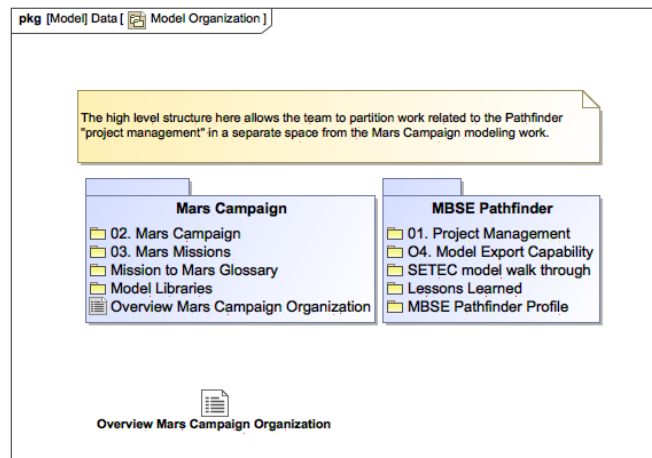 pkg [Model] Data [ Model Organization ]
The high level structure here allows the team to partition work related to the Pathfinder
"project management" in a separate space from the Mars Campaign modeling work.
Mars Campaign
02. Mars Campaign
03. Mars Missions
Mission to Mars Glossary
Model Libraries
Overview Mars Campaign Organization
MBSE Pathfinder
01. Project Management
O4. Model Export Capability
SETEC model walk through
Lessons Learned
MBSE Pathfinder Profile
Overview Mars Campaign Organization